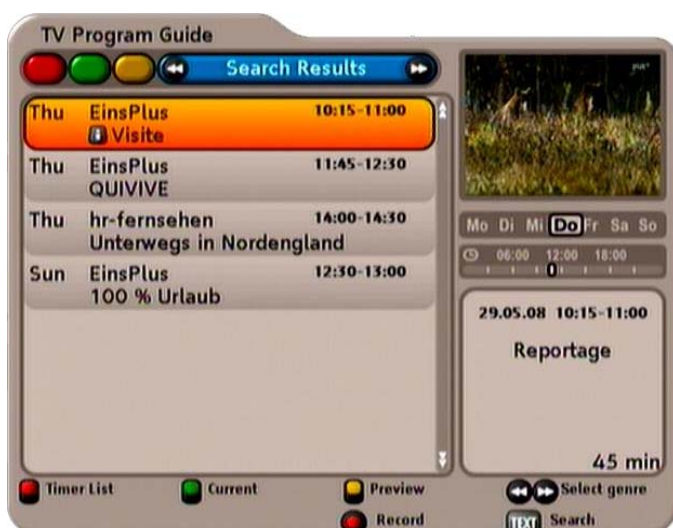 TV Program Guide
Search Results
Thu EinsPlus 10:15-11:00
Visite
Thu EinsPlus 11:45-12:30
QUIVIVE
Thu hr-fernsehen 14:00-14:30
Unterwegs in Nordengland
Sun EinsPlus 12:30-13:00
100 % Urlaub
Mo Di Mi Do Fr Sa So
06:00 12:00 18:00
29.05.08 10:15-11:00
Reportage
45 min
Timer List Current Preview Select genre
Record TEXT Search